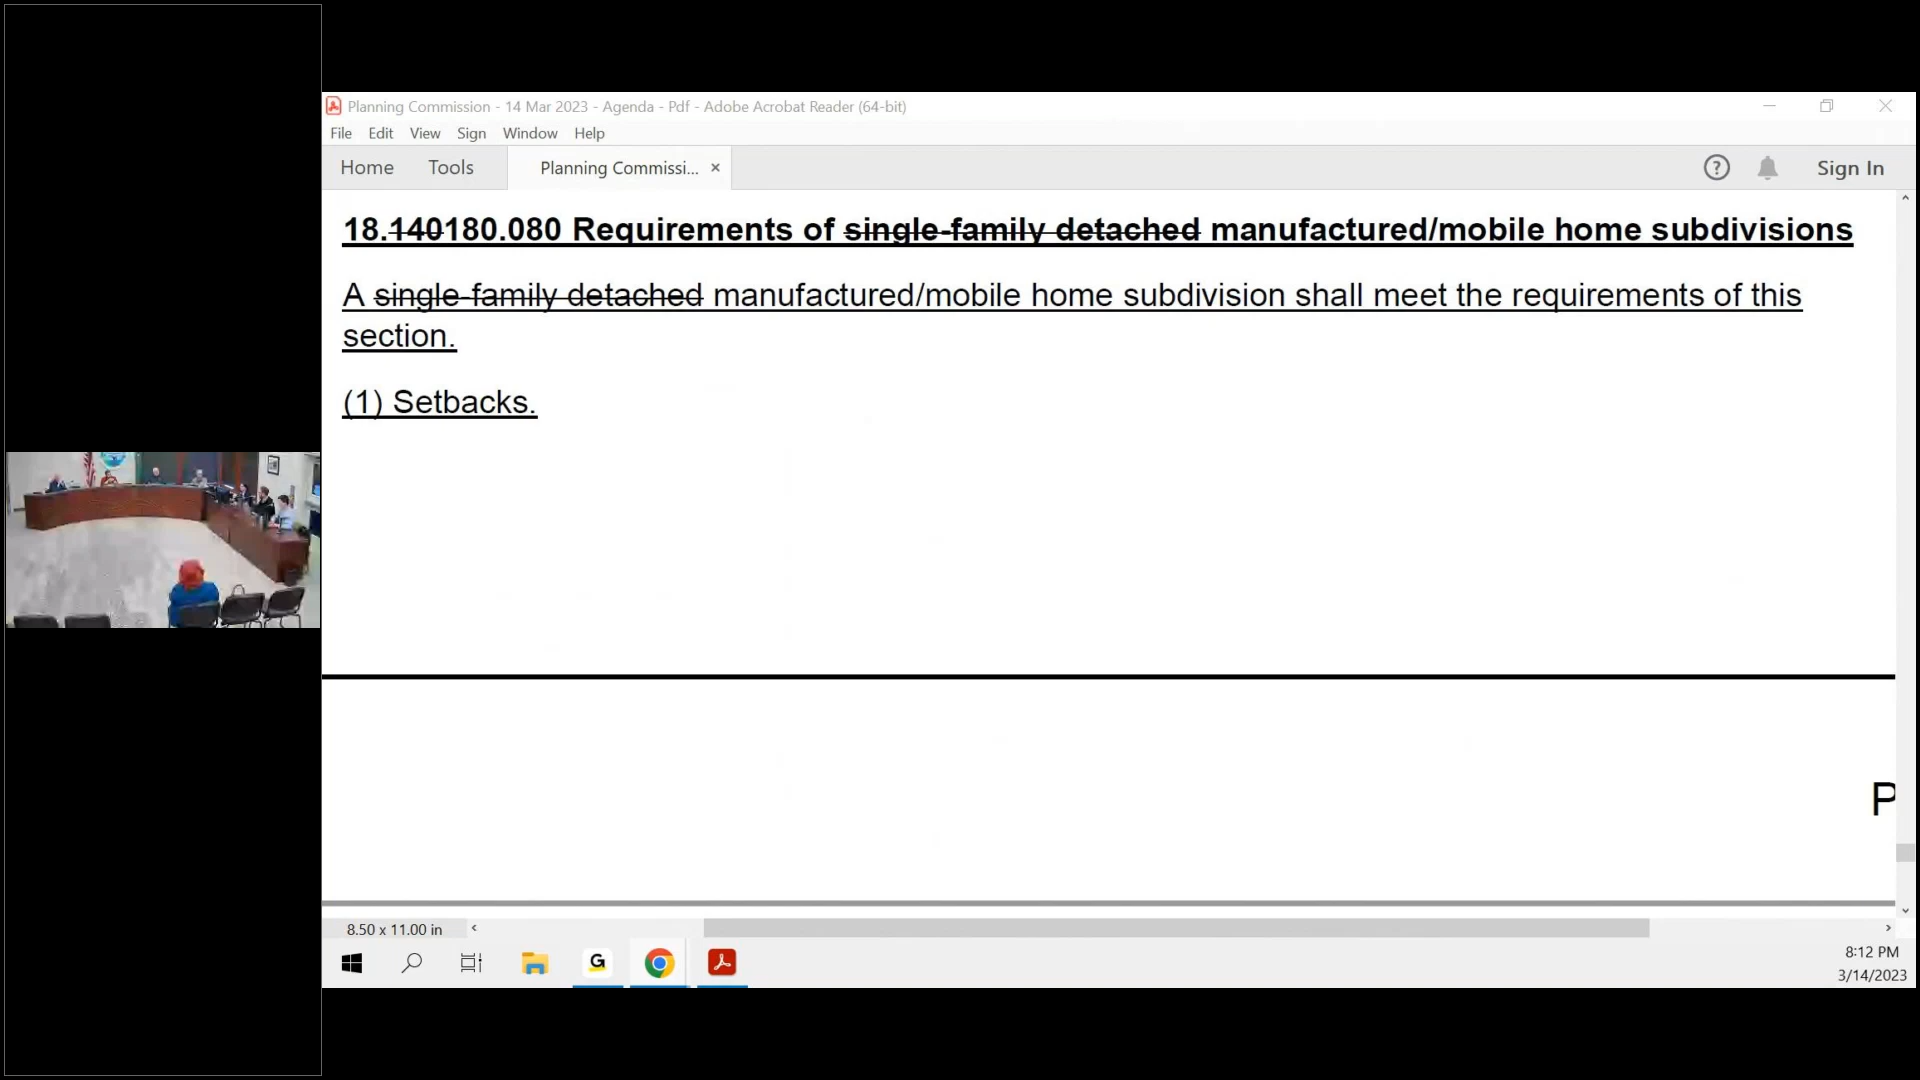 Planning Commission - 14 Mar 2023 - Agenda - Pdf - Adobe Acrobat Reader (64-bit)
File Edit View Sign Window Help
Home Tools Planning Commissi... × Sign In
18.140180.080 Requirements of single-family detached manufactured/mobile home subdivisions
A single-family detached manufactured/mobile home subdivision shall meet the requirements of this
section.
(1) Setbacks.
P
8.50 x 11.00 in
G
8:12 PM
3/14/2023